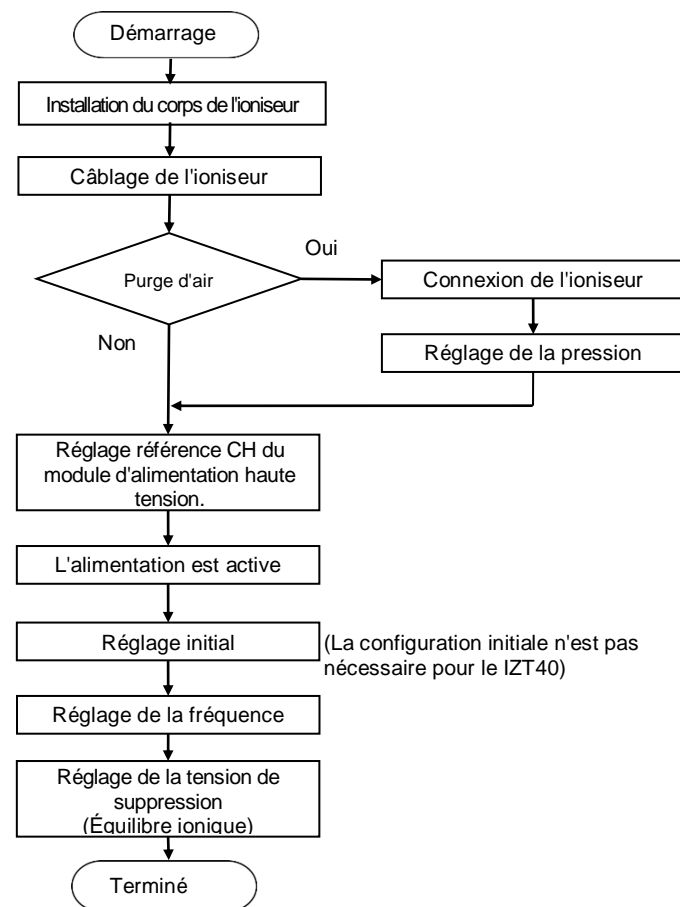 Démarrage
Installation du corps de l'ioniseur
Câblage de l'ioniseur
Purge d'air
Oui
Connexion de l'ioniseur
Réglage de la pression
Non
Réglage référence CH du
module d'alimentation haute
tension.
L'alimentation est active
Réglage initial
(La configuration initiale n'est pas
nécessaire pour le IZT40)
Réglage de la fréquence
Réglage de la tension de
suppression
(Équilibre ionique)
Terminé